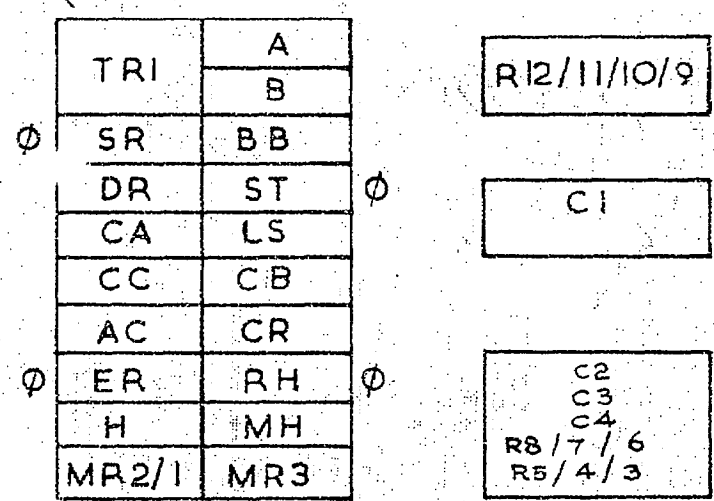 TR1 A
B
Ø SR BB
DR ST Ø
CA LS
CC CB
AC CR
Ø ER RH Ø
H MH
MR2/1 MR3
R12/11/10/9
C1
C2
C3
C4
R8/7/6
R5/4/3